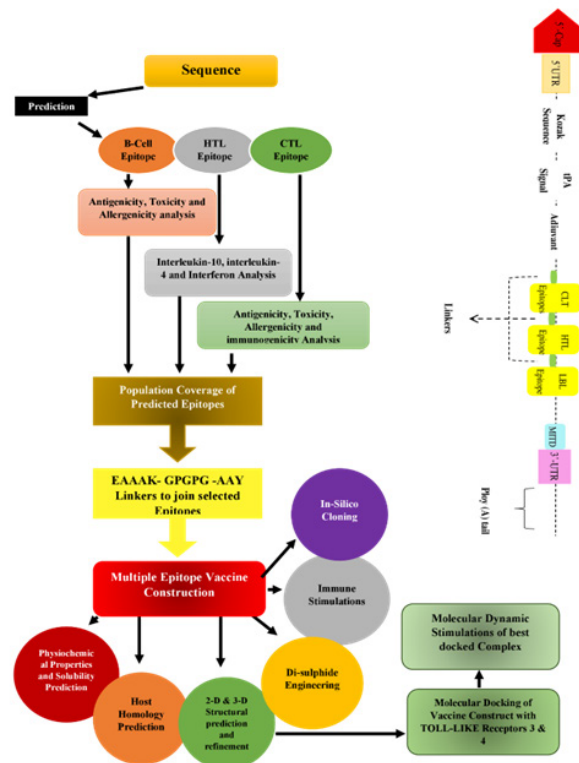 Sequence
Prediction
B-Cell
Epitope
HTL
Epitope
CTL
Epitope
Antigenicity, Toxicity and
Allergenicity analysis
Interleukin-10, interleukin-
4 and Interferon Analysis
Antigenicity, Toxicity,
Allergenicity and
immunogenicity Analysis
Population Coverage of
Predicted Epitopes
EAAAK- GPGPG -AAY
Linkers to join selected
Epitopes
Multiple Epitope Vaccine
Construction
In-Silico
Cloning
Immune
Stimulations
Di-sulphide
Engineering
2-D & 3-D
Structural
prediction
and
refinement
Host
Homology
Prediction
Physiochemic
al Properties
and Solubility
Prediction
Molecular Dynamic
Stimulations of best
docked Complex
Molecular Docking of
Vaccine Construct with
TOLL-LIKE Receptors 3 &
4
5'-Cap
5'UTR
Kozak
Sequence
tPA
Signal
Adjuvant
CLT
Epitopes
HTL
Epitope
LBL
Epitope
Linkers
MITD
3'-UTR
Ploy (A) tail